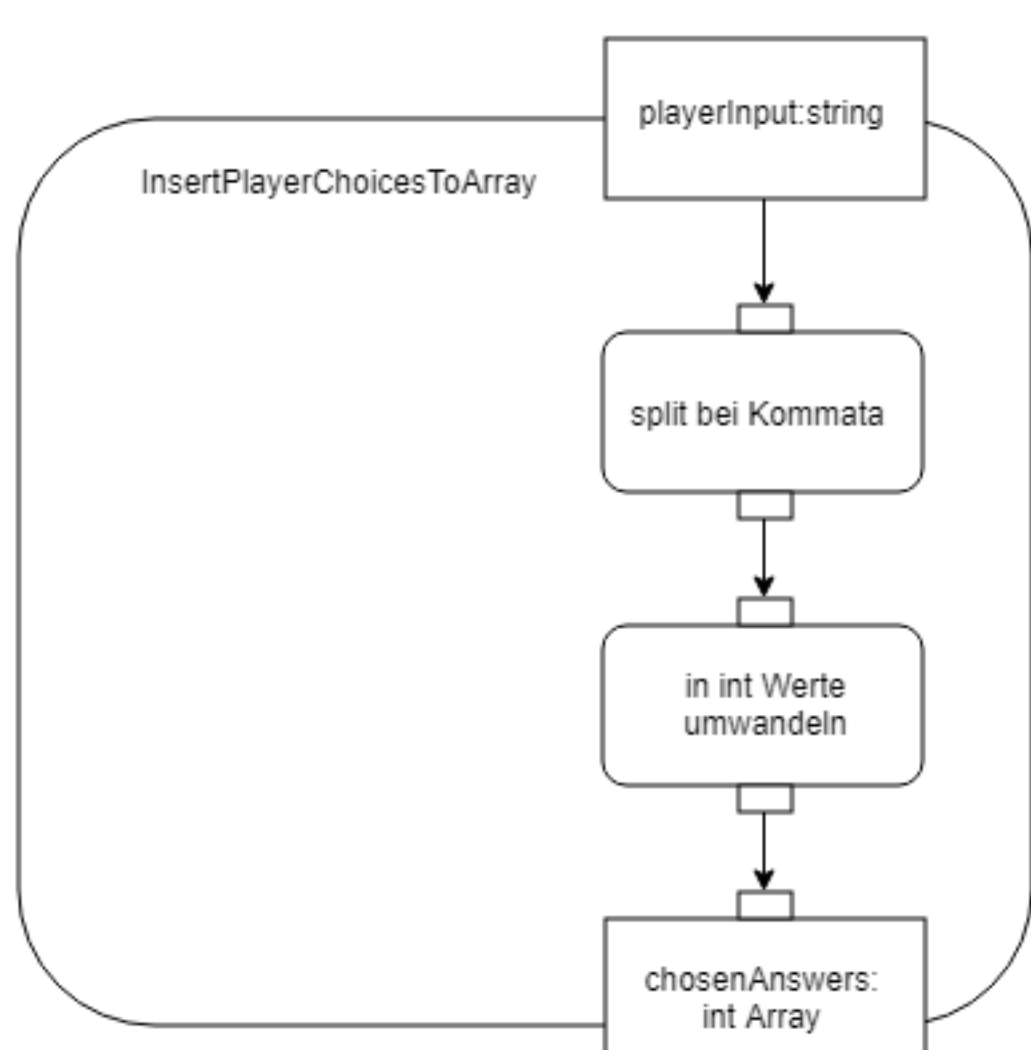 playerInput:string
InsertPlayerChoicesToArray
split bei Kommata
in int Werte
umwandeln
chosenAnswers:
int Array